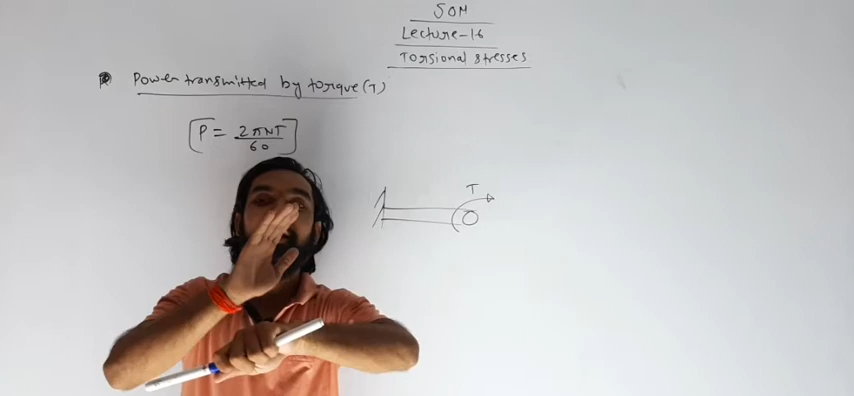 SOM
Lecture-16
Torsional stresses
Power transmitted by torque (T)
P = 2πNT/60
T